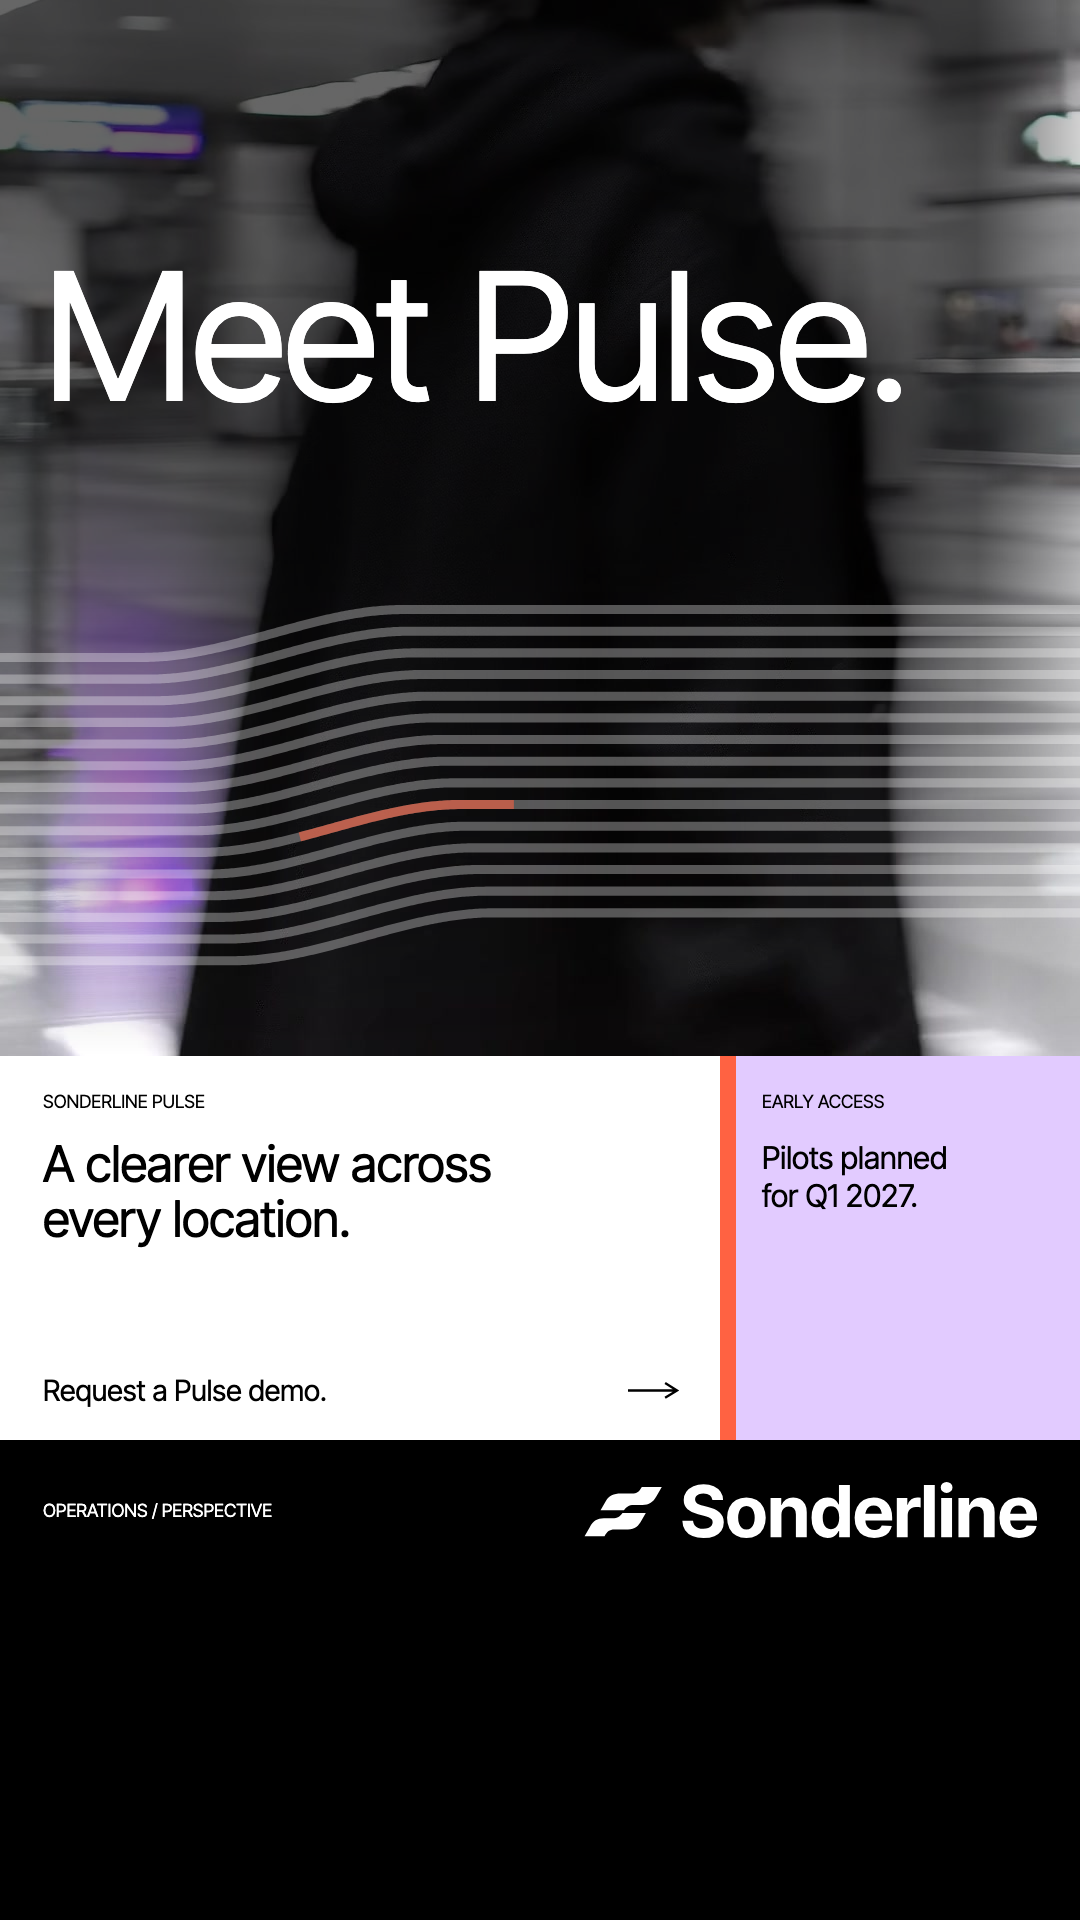 Meet Pulse.
SONDERLINE PULSE
A clearer view across
every location.
Request a Pulse demo.
EARLY ACCESS
Pilots planned
for Q1 2027.
OPERATIONS / PERSPECTIVE
Sonderline